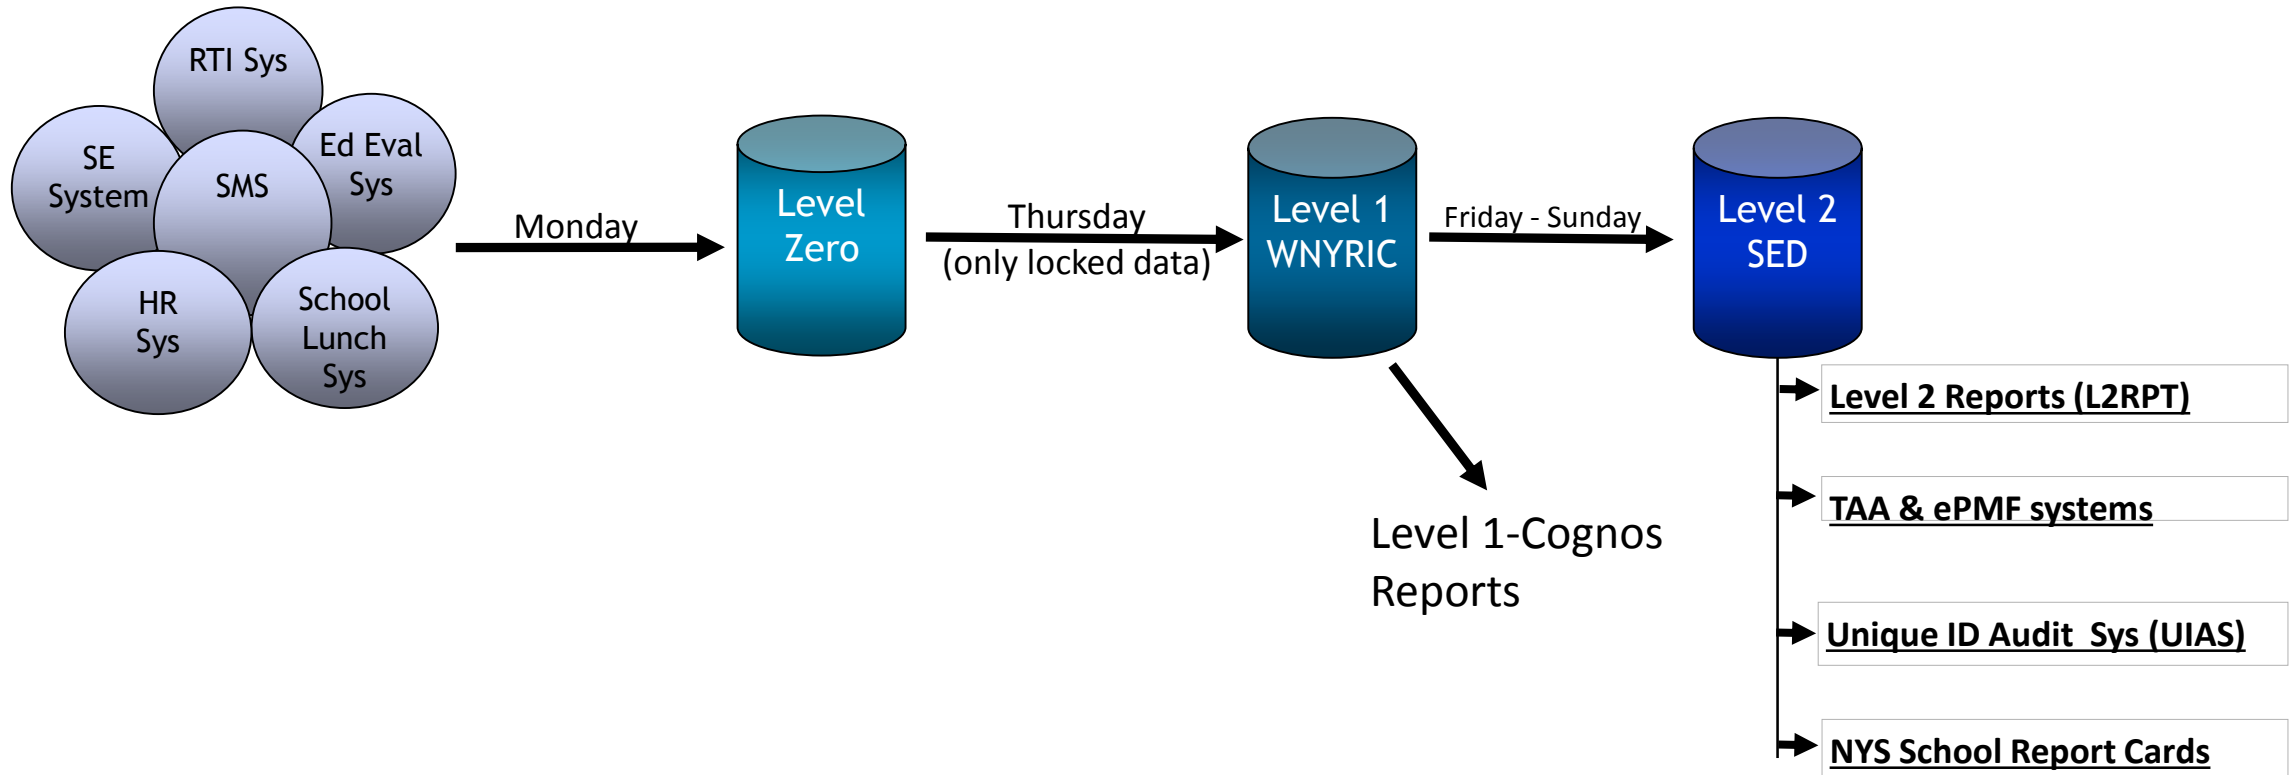 RTI Sys
SE
System
SMS
Ed Eval
Sys
HR
Sys
School
Lunch
Sys
Monday
Level
Zero
Thursday
(only locked data)
Level 1
WNYRIC
Friday - Sunday
Level 2
SED
Level 1-Cognos
Reports
Level 2 Reports (L2RPT)
TAA & ePMF systems
Unique ID Audit  Sys (UIAS)
NYS School Report Cards